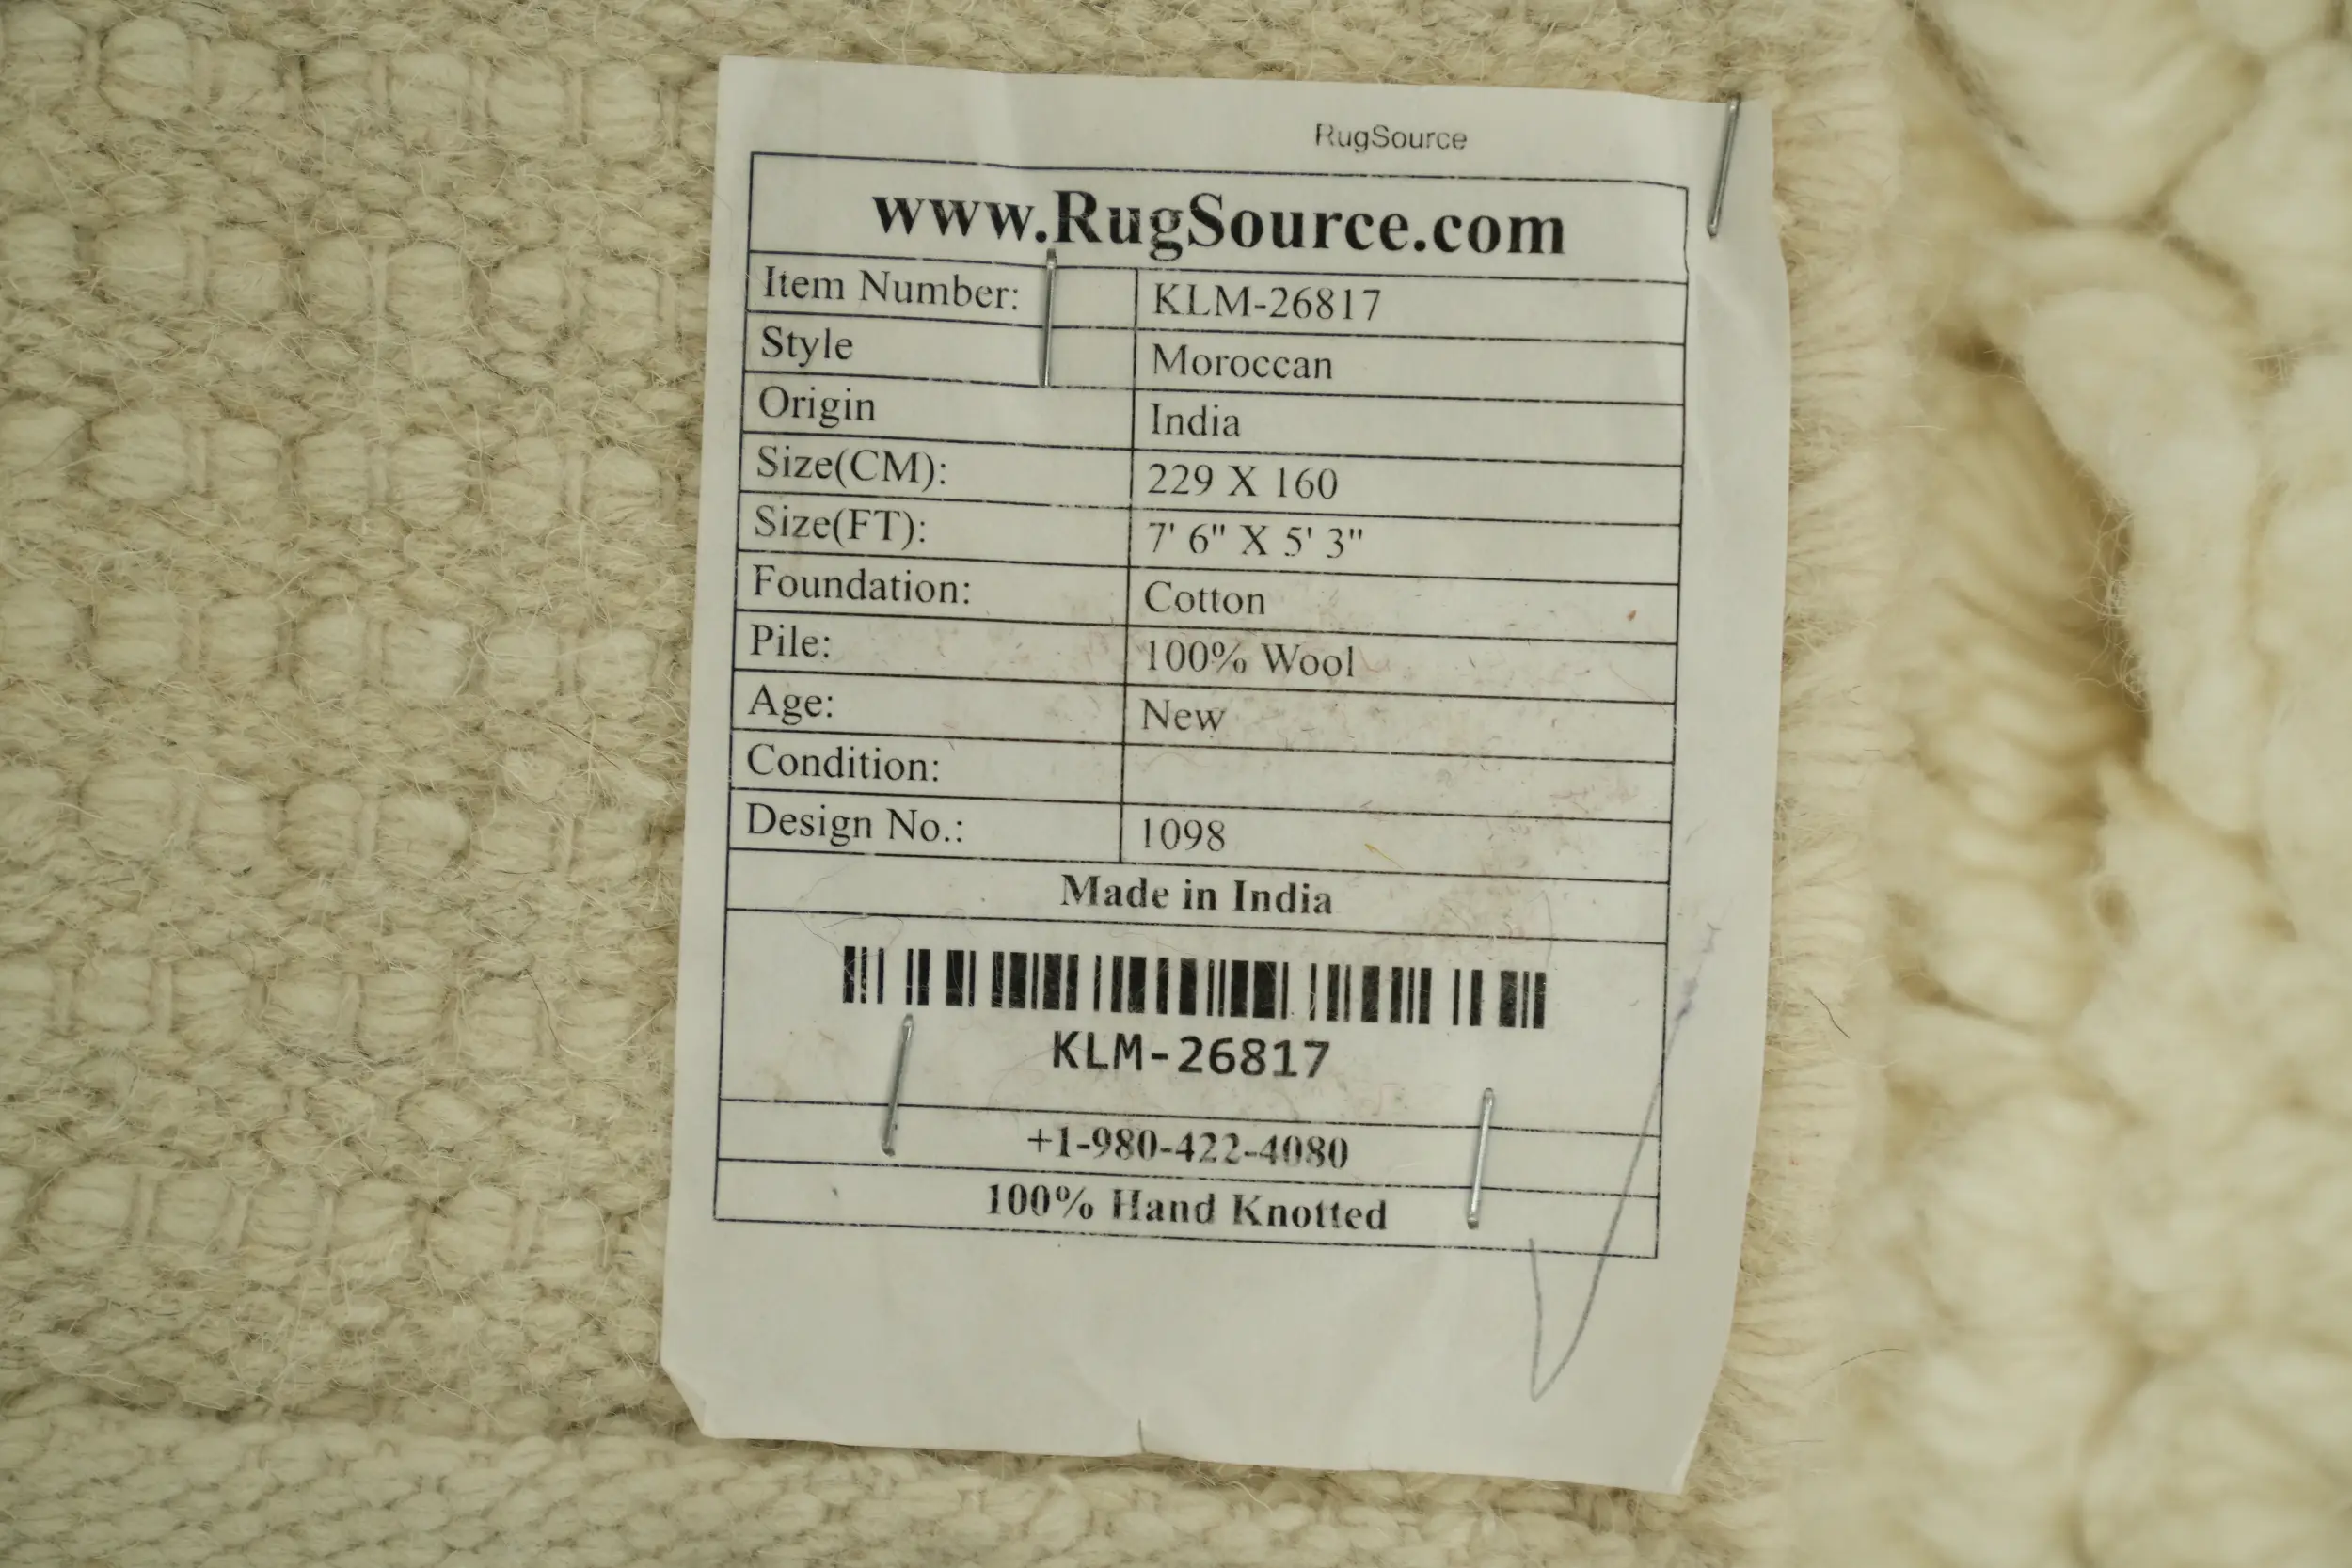 RugSource
www.RugSource.com
Item Number: KLM-26817
Style Moroccan
Origin India
Size(CM): 229 X 160
Size(FT): 7' 6" X 5' 3"
Foundation: Cotton
Pile: 100% Wool
Age: New
Condition:
Design No.: 1098
Made in India
KLM-26817
+1-980-422-4080
100% Hand Knotted